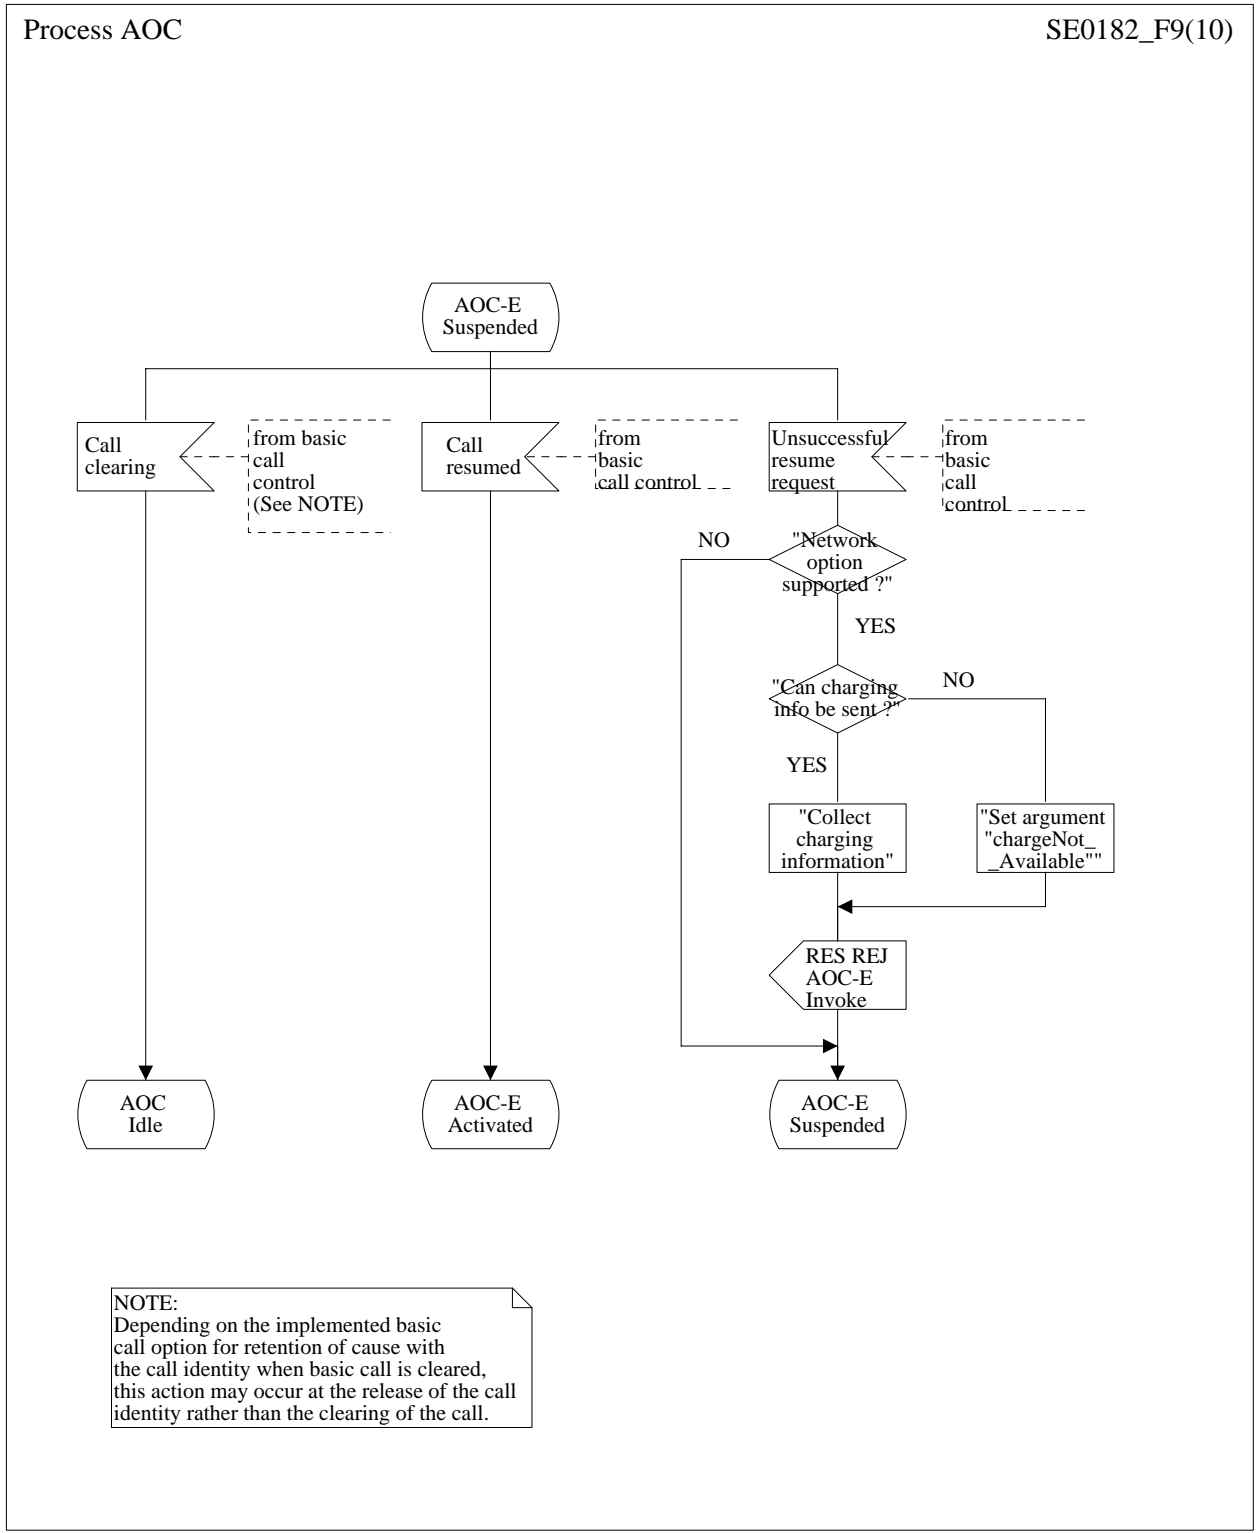 Process AOC
SE0182_F9(10)
AOC-E
Suspended
Call
clearing
from basic
call
control
(See NOTE)
Call
resumed
from
basic
call control
Unsuccessful
resume
request
from
basic
call
control
NO
"Network
option
supported ?"
YES
"Can charging
info be sent ?"
NO
YES
"Collect
charging
information"
"Set argument
"chargeNot_
_Available""
RES REJ
AOC-E
Invoke
AOC
Idle
AOC-E
Activated
AOC-E
Suspended
NOTE:
Depending on the implemented basic
call option for retention of cause with
the call identity when basic call is cleared,
this action may occur at the release of the call
identity rather than the clearing of the call.